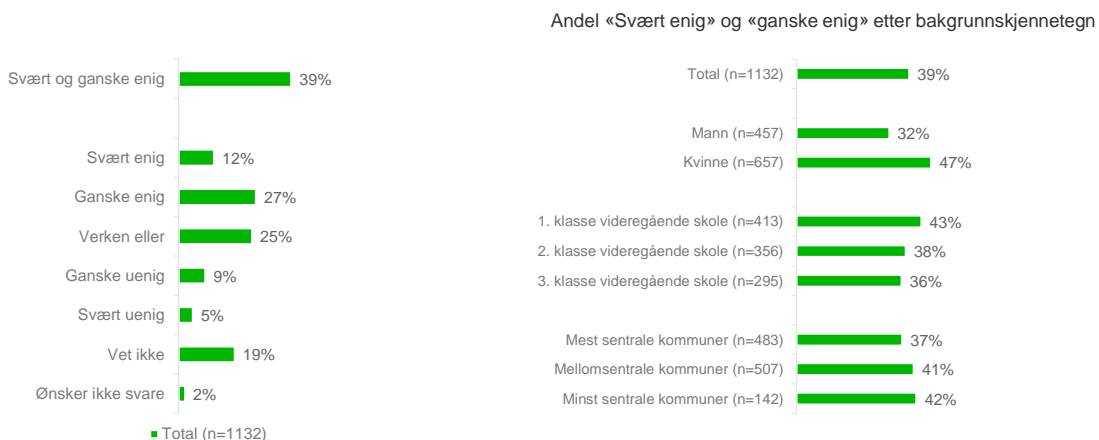 Andel «Svært enig» og «ganske enig» etter bakgrunnskjennetegn
Svært og ganske enig 39%
Svært enig 12%
Ganske enig 27%
Verken eller 25%
Ganske uenig 9%
Svært uenig 5%
Vet ikke 19%
Ønsker ikke svare 2%
Total (n=1132)
Total (n=1132) 39%
Mann (n=457) 32%
Kvinne (n=657) 47%
1. klasse videregående skole (n=413) 43%
2. klasse videregående skole (n=356) 38%
3. klasse videregående skole (n=295) 36%
Mest sentrale kommuner (n=483) 37%
Mellomsentrale kommuner (n=507) 41%
Minst sentrale kommuner (n=142) 42%